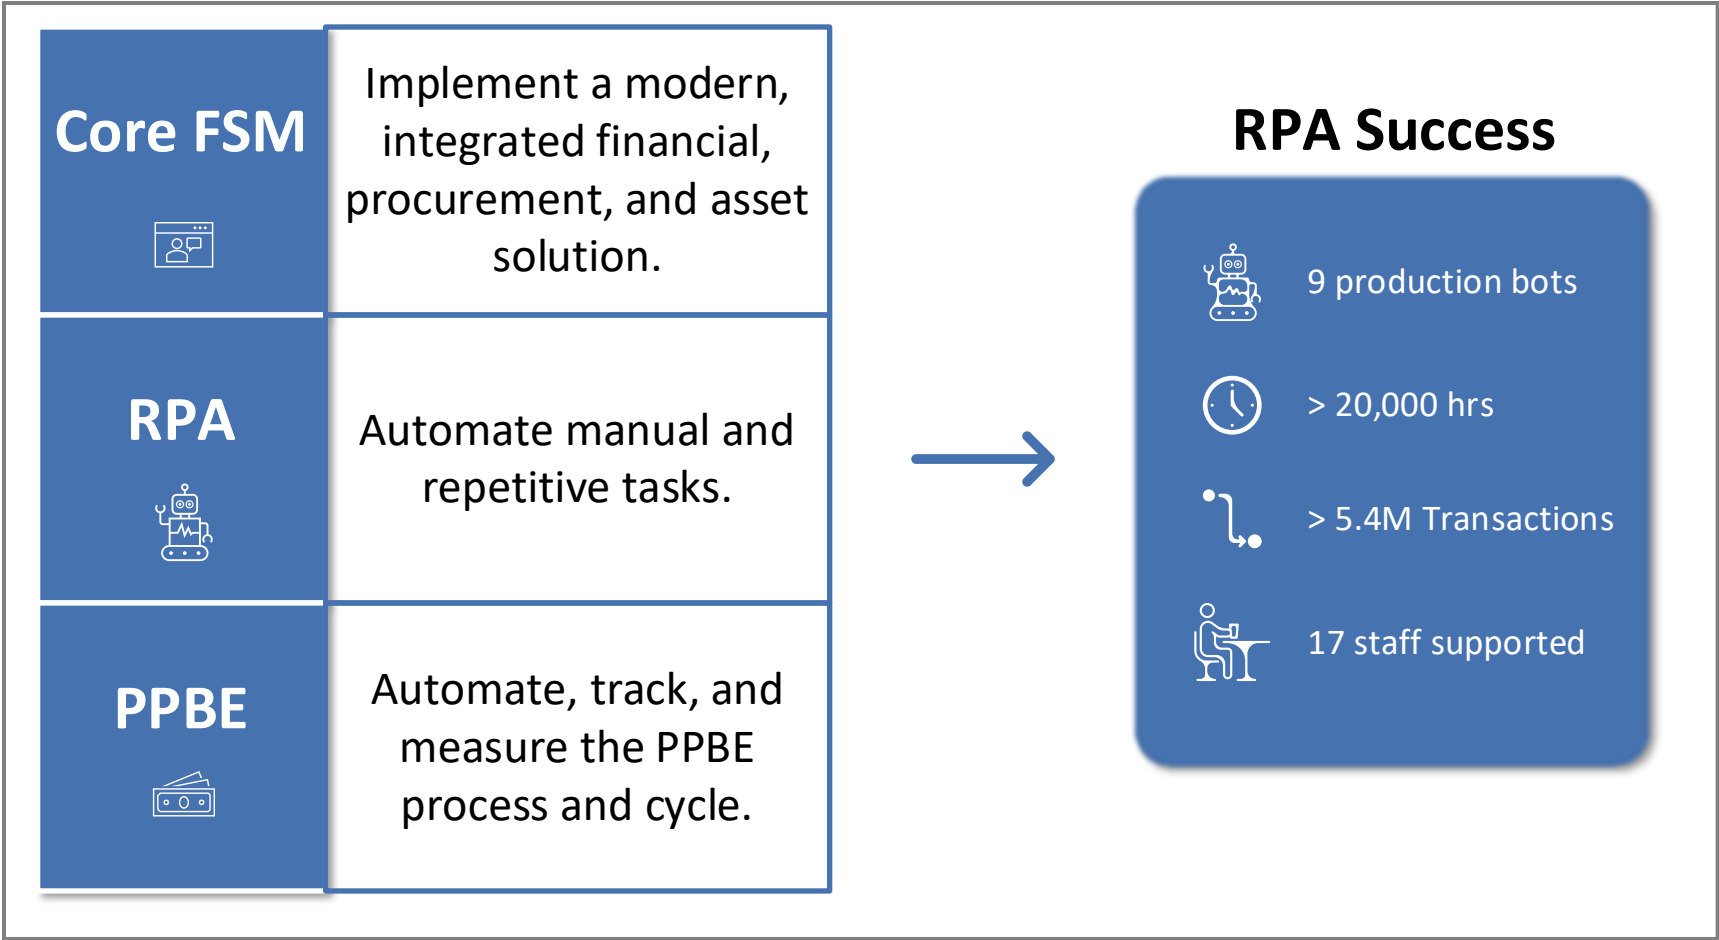 Core FSM
Implement a modern,
integrated financial,
procurement, and asset
solution.
RPA
Automate manual and
repetitive tasks.
PPBE
Automate, track, and
measure the PPBE
process and cycle.
RPA Success
9 production bots
> 20,000 hrs
> 5.4M Transactions
17 staff supported